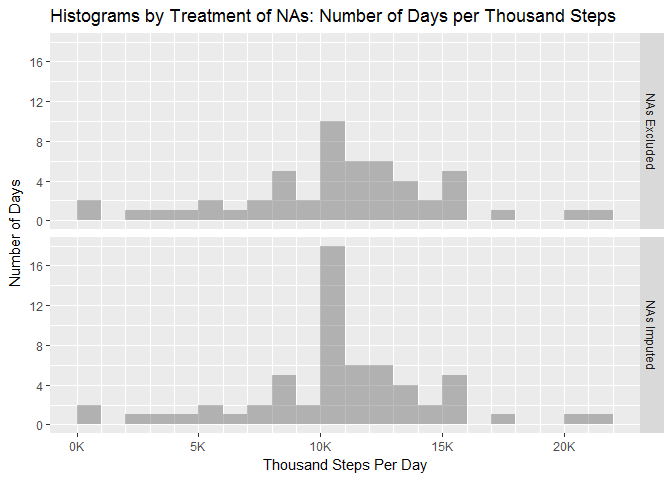 Histograms by Treatment of NAs: Number of Days per Thousand Steps
16
12
8
4
0
NAs Excluded
Number of Days
16
12
8
4
0
NAs Imputed
0K
5K
10K
15K
20K
Thousand Steps Per Day